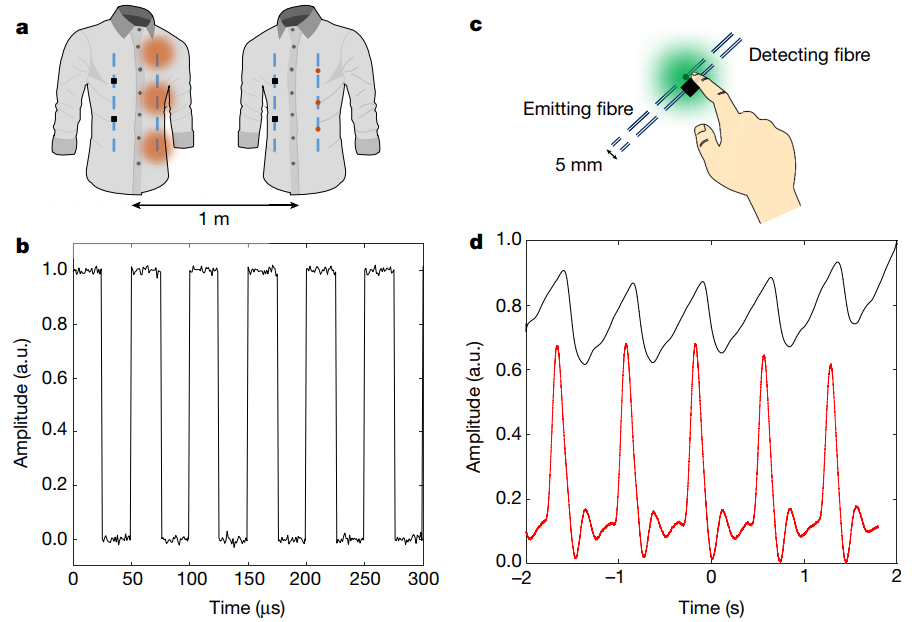 a
1 m
c
Detecting fibre
Emitting fibre
5 mm
b
Amplitude (a.u.)
1.0
0.8
0.6
0.4
0.2
0.0
0
50
100
150
200
250
300
Time (μs)
d
Amplitude (a.u.)
1.0
0.8
0.6
0.4
0.2
0.0
−2
−1
0
1
2
Time (s)